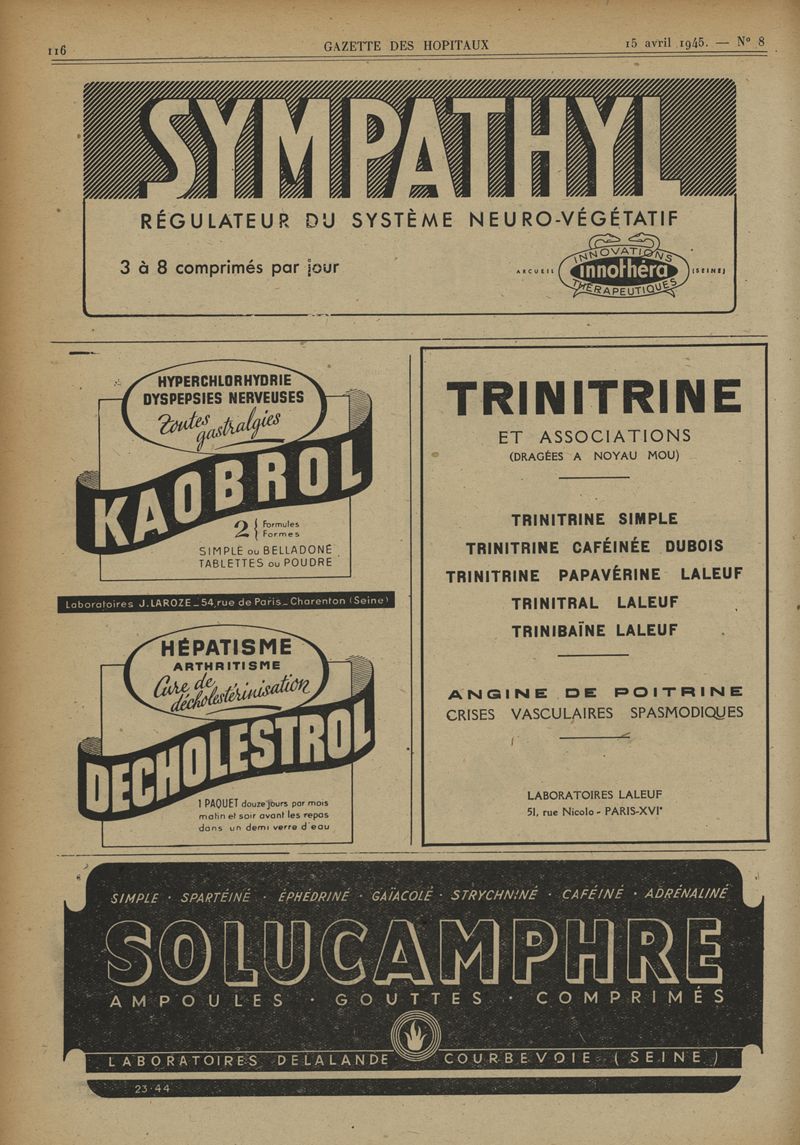 116
GAZETTE DES HOPITAUX
15 avril 1945. — N° 8
SYMPATHYL
RÉGULATEUR DU SYSTÈME NEURO-VÉGÉTATIF
3 à 8 comprimés par jour
ARCUEIL
INNOVATIONS
innothéra
THÉRAPEUTIQUES
(SEINE)
HYPERCHLORHYDRIE
DYSPEPSIES NERVEUSES
Toutes
gastralgies
KAOBROL
2 { Formules
Formes
SIMPLE ou BELLADONÉ
TABLETTES ou POUDRE
Laboratoires J. LAROZE _ 54, rue de Paris _ Charenton (Seine)
HÉPATISME
ARTHRITISME
Cure de
décholestérinisation
DECHOLESTROL
1 PAQUET douze jours par mois
matin et soir avant les repas
dans un demi verre d'eau
TRINITRINE
ET ASSOCIATIONS
(DRAGÉES A NOYAU MOU)
TRINITRINE SIMPLE
TRINITRINE CAFÉINÉE DUBOIS
TRINITRINE PAPAVÉRINE LALEUF
TRINITRAL LALEUF
TRINIBAÏNE LALEUF
ANGINE DE POITRINE
CRISES VASCULAIRES SPASMODIQUES
LABORATOIRES LALEUF
51, rue Nicolo - PARIS-XVIe
SIMPLE · SPARTÉINÉ · ÉPHÉDRINÉ · GAÏACOLÉ · STRYCHNINÉ · CAFÉINÉ · ADRÉNALINÉ
SOLUCAMPHRE
AMPOULES · GOUTTES · COMPRIMÉS
LABORATOIRES DELALANDE COURBEVOIE (SEINE)
23-44